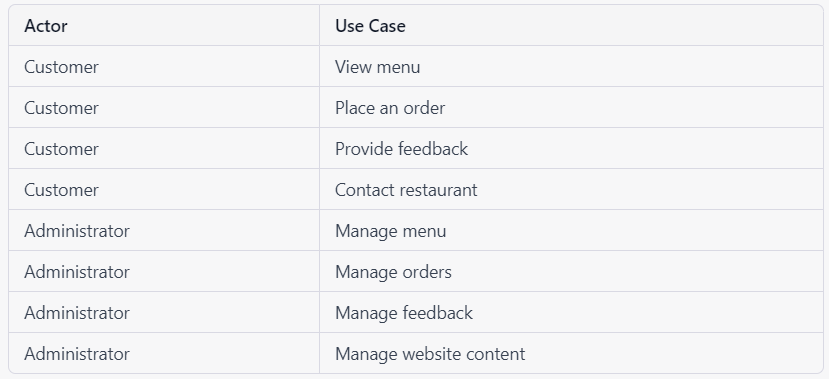 Actor Use Case
Customer View menu
Customer Place an order
Customer Provide feedback
Customer Contact restaurant
Administrator Manage menu
Administrator Manage orders
Administrator Manage feedback
Administrator Manage website content